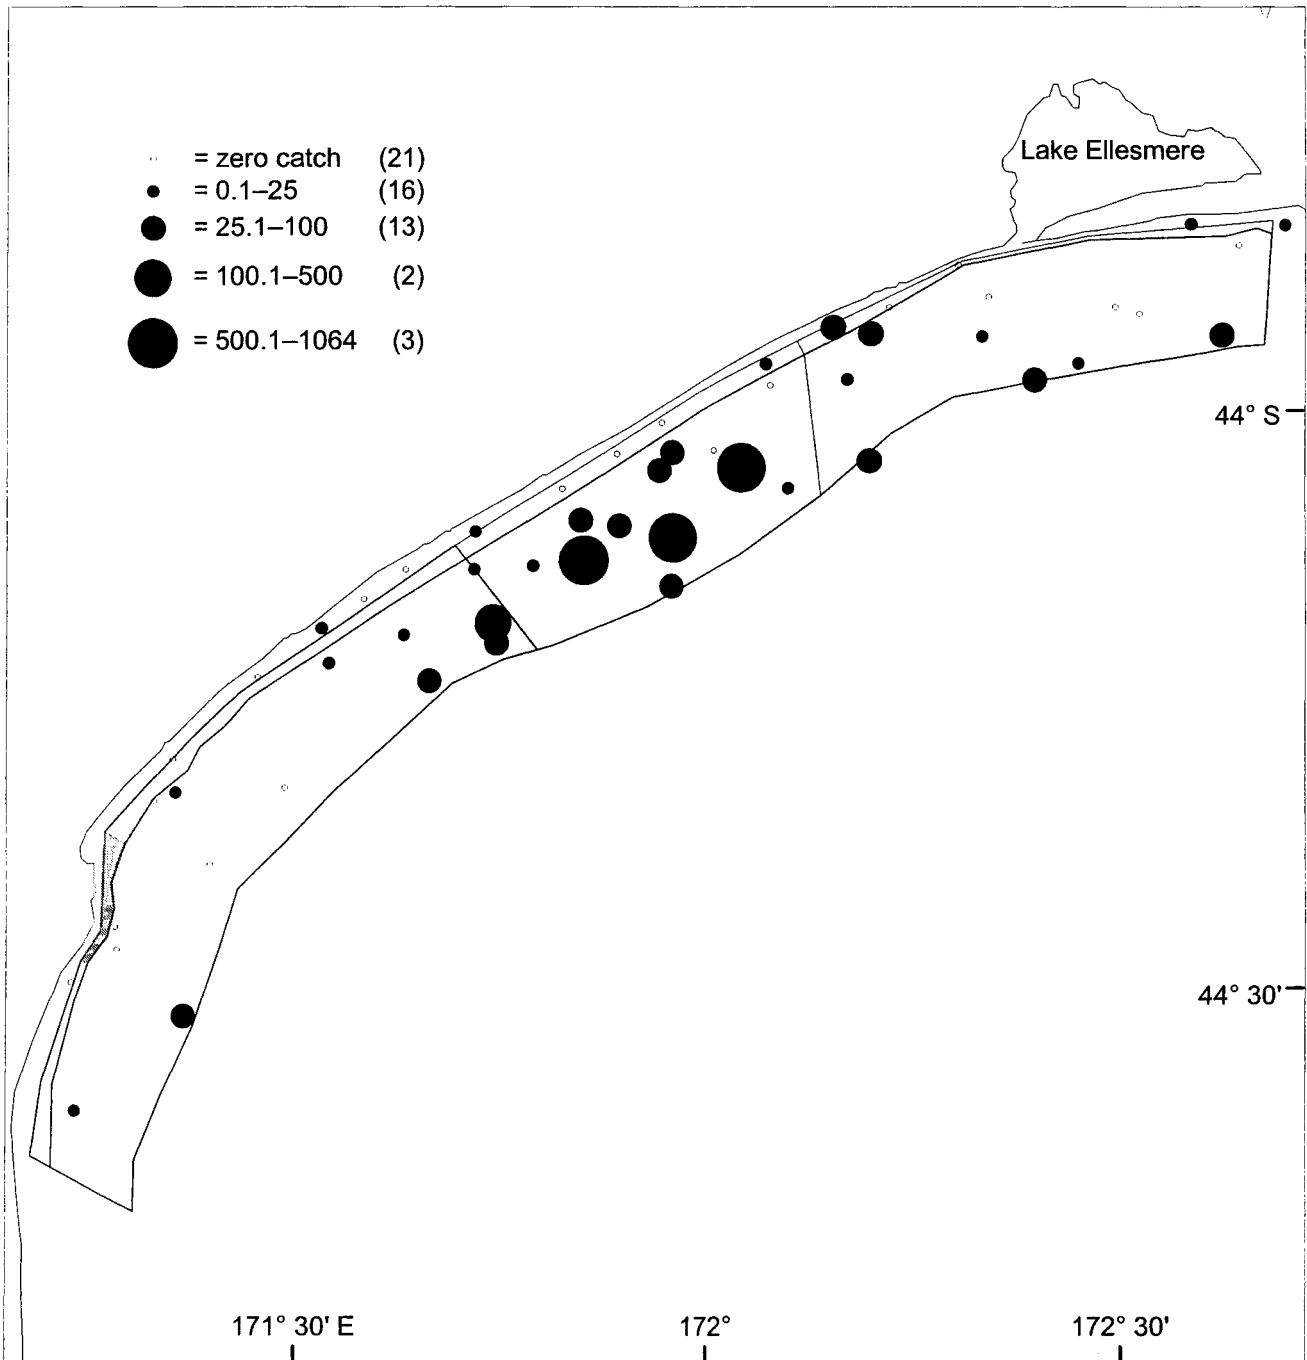 = zero catch (21)
= 0.1–25 (16)
= 25.1–100 (13)
= 100.1–500 (2)
= 500.1–1064 (3)
Lake Ellesmere
44° S
44° 30'
171° 30' E 172° 172° 30'